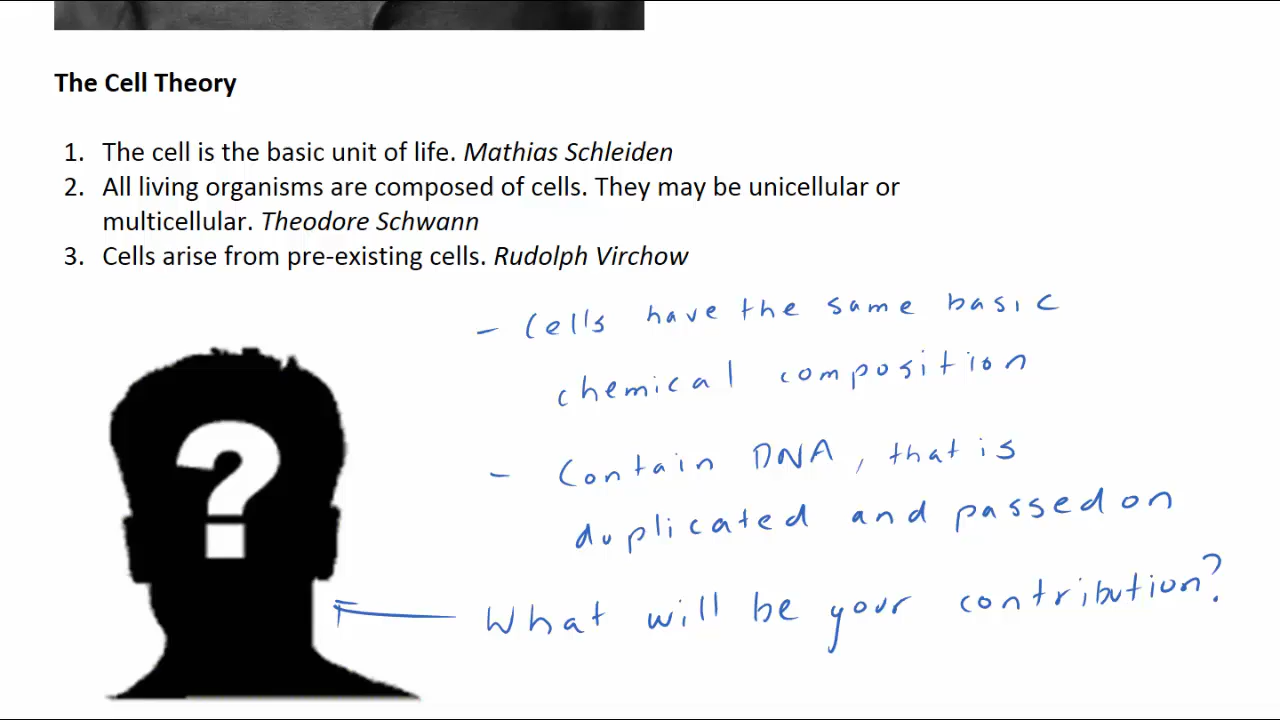 The Cell Theory
1. The cell is the basic unit of life. Mathias Schleiden
2. All living organisms are composed of cells. They may be unicellular or
multicellular. Theodore Schwann
3. Cells arise from pre-existing cells. Rudolph Virchow
- Cells have the same basic
chemical composition
- Contain DNA, that is
duplicated and passed on
What will be your contribution?
?